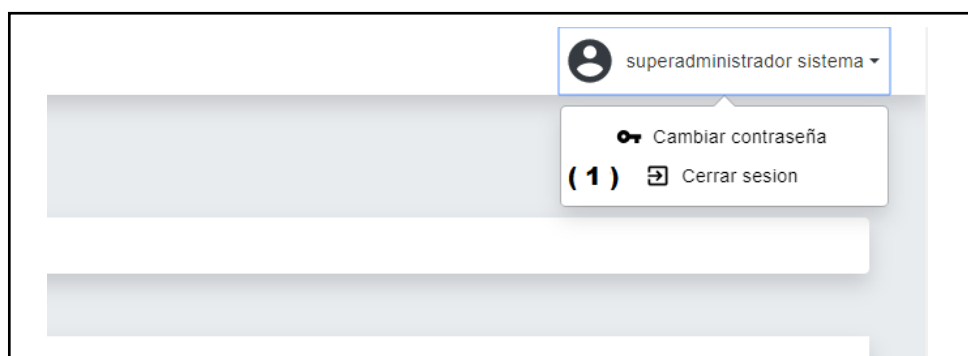 superadministrador sistema
Cambiar contraseña
( 1 ) Cerrar sesion